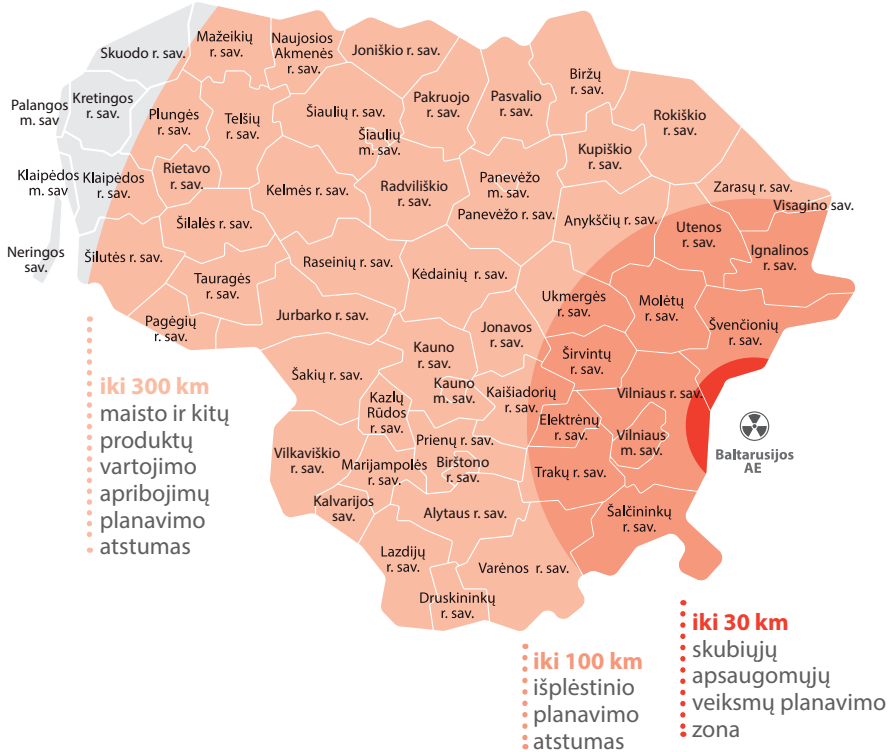 Skuodo r. sav.
Mažeikių
r. sav.
Naujosios
Akmenės
r. sav.
Joniškio r. sav.
Biržų
r. sav.
Palangos
m. sav
Kretingos
r. sav.
Plungės
r. sav.
Telšių
r. sav.
Šiaulių r. sav.
Šiaulių
m. sav.
Pakruojo
r. sav.
Pasvalio
r. sav.
Rokiškio
r. sav.
Kupiškio
r. sav.
Klaipėdos
m. sav
Klaipėdos
r. sav.
Rietavo
r. sav.
Kelmės r. sav.
Radviliškio
r. sav.
Panevėžo
m. sav.
Panevėžo r. sav.
Anykščių r. sav.
Zarasų r. sav.
Visagino sav.
Utenos
r. sav.
Ignalinos
r. sav.
Neringos
sav.
Šilutės r. sav.
Šilalės r. sav.
Tauragės
r. sav.
Raseinių r. sav.
Kėdainių r. sav.
Ukmergės
r. sav.
Molėtų
r. sav.
Švenčionių
r. sav.
Pagėgių
r. sav.
Jurbarko r. sav.
Jonavos
r. sav.
Širvintų
r. sav.
Šakių r. sav.
Kauno
r. sav.
Kauno
m. sav.
Kaišiadorių
r. sav.
Vilniaus r. sav.
Kazlų
Rūdos
r. sav.
Elektrėnų
r. sav.
Vilniaus
m. sav.
Baltarusijos
AE
Vilkaviškio
r. sav.
Marijampolės
r. sav.
Prienų r. sav.
Birštono
r. sav.
Trakų r. sav.
Kalvarijos
sav.
Alytaus r. sav.
Šalčininkų
r. sav.
Lazdijų
r. sav.
Varėnos r. sav.
Druskininkų
r. sav.
iki 300 km
maisto ir kitų
produktų
vartojimo
apribojimų
planavimo
atstumas
iki 100 km
išplėstinio
planavimo
atstumas
iki 30 km
skubiųjų
apsaugomųjų
veiksmų planavimo
zona